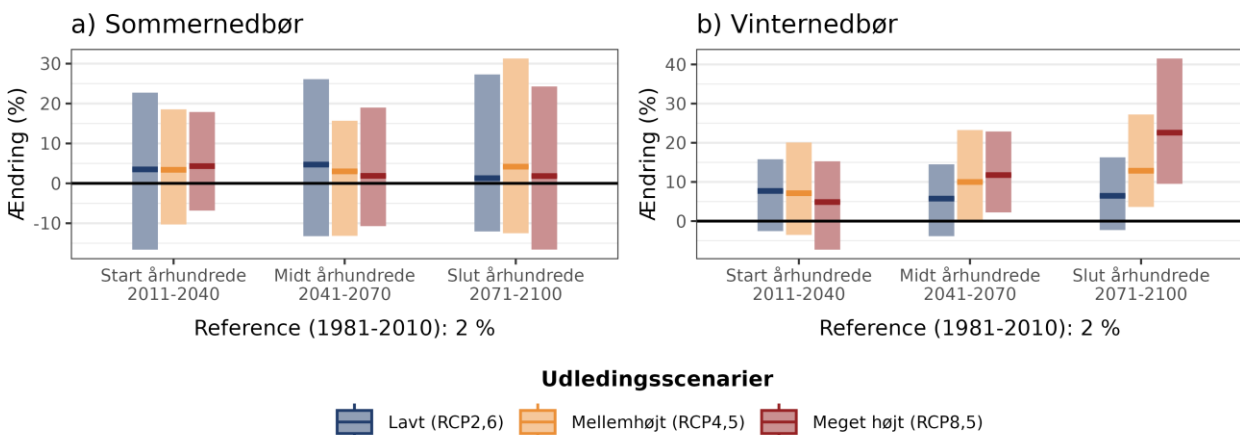 a) Sommernedbør
Ændring (%)
30
20
10
0
-10
Start århundrede
2011-2040
Midt århundrede
2041-2070
Slut århundrede
2071-2100
Reference (1981-2010): 2 %
b) Vinternedbør
Ændring (%)
40
30
20
10
0
Start århundrede
2011-2040
Midt århundrede
2041-2070
Slut århundrede
2071-2100
Reference (1981-2010): 2 %
Udledingsscenarier
Lavt (RCP2,6)
Mellemhøjt (RCP4,5)
Meget højt (RCP8,5)